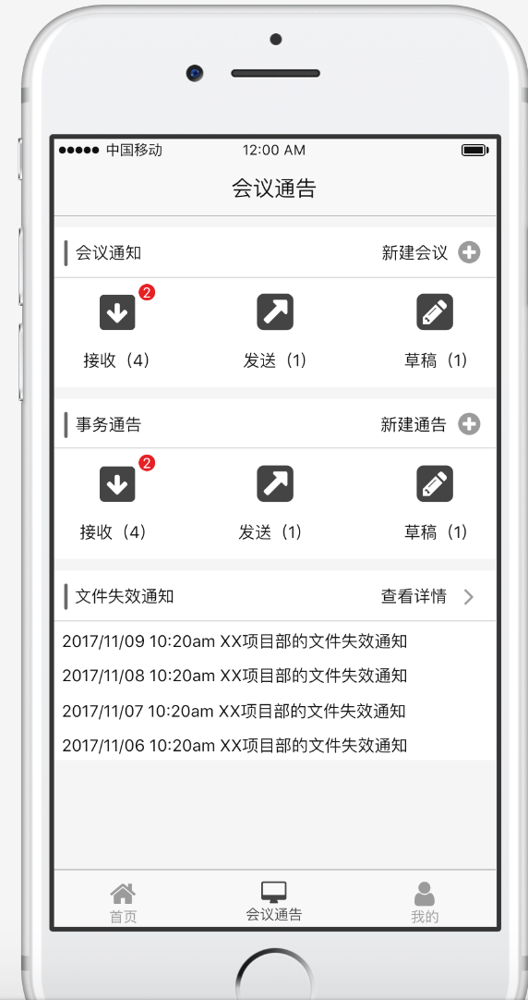 中国移动 12:00 AM
会议通告
会议通知 新建会议
2
接收（4） 发送（1） 草稿（1）
事务通告 新建通告
2
接收（4） 发送（1） 草稿（1）
文件失效通知 查看详情
2017/11/09 10:20am XX项目部的文件失效通知
2017/11/08 10:20am XX项目部的文件失效通知
2017/11/07 10:20am XX项目部的文件失效通知
2017/11/06 10:20am XX项目部的文件失效通知
首页 会议通告 我的